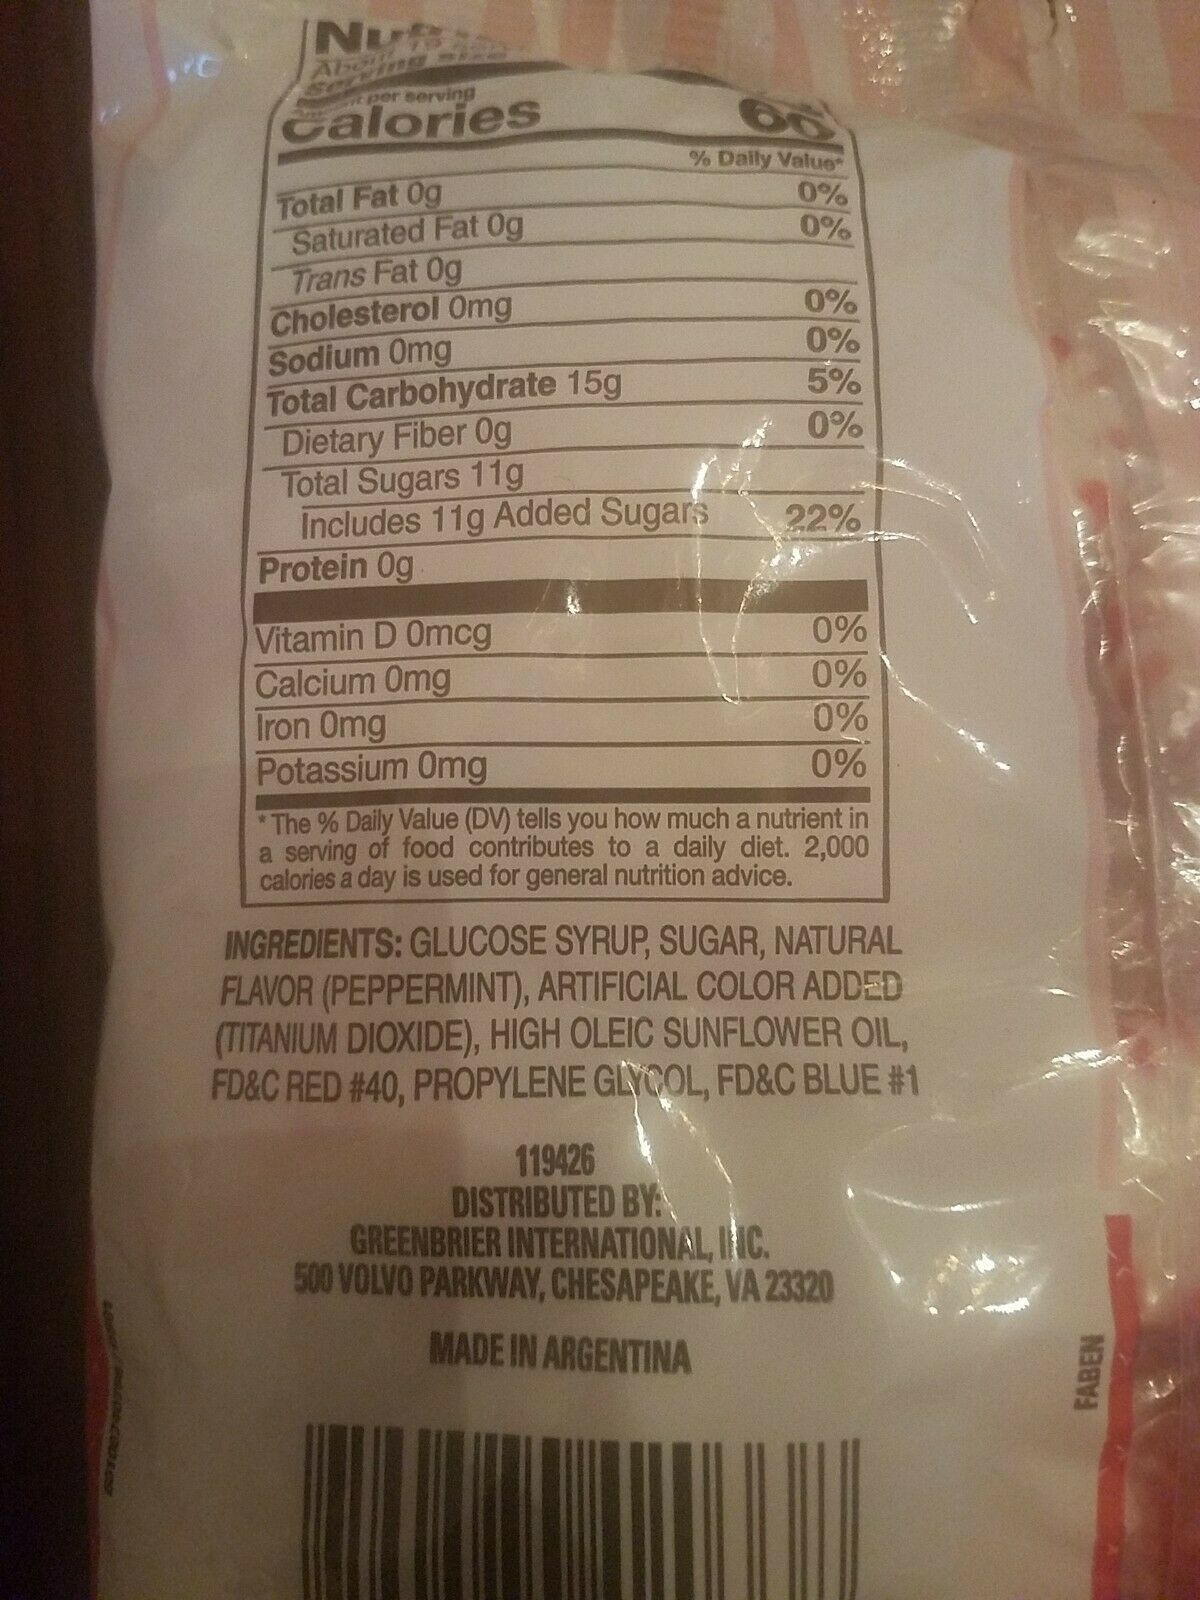 About
Serving size
per serving
Calories 60
% Daily Value*
Total Fat 0g 0%
Saturated Fat 0g 0%
Trans Fat 0g
Cholesterol 0mg 0%
Sodium 0mg 0%
Total Carbohydrate 15g 5%
Dietary Fiber 0g 0%
Total Sugars 11g
Includes 11g Added Sugars 22%
Protein 0g
Vitamin D 0mcg 0%
Calcium 0mg 0%
Iron 0mg 0%
Potassium 0mg 0%
* The % Daily Value (DV) tells you how much a nutrient in
a serving of food contributes to a daily diet. 2,000
calories a day is used for general nutrition advice.
INGREDIENTS: GLUCOSE SYRUP, SUGAR, NATURAL
FLAVOR (PEPPERMINT), ARTIFICIAL COLOR ADDED
(TITANIUM DIOXIDE), HIGH OLEIC SUNFLOWER OIL,
FD&C RED #40, PROPYLENE GLYCOL, FD&C BLUE #1
119426
DISTRIBUTED BY:
GREENBRIER INTERNATIONAL, INC.
500 VOLVO PARKWAY, CHESAPEAKE, VA 23320
MADE IN ARGENTINA
FABEN